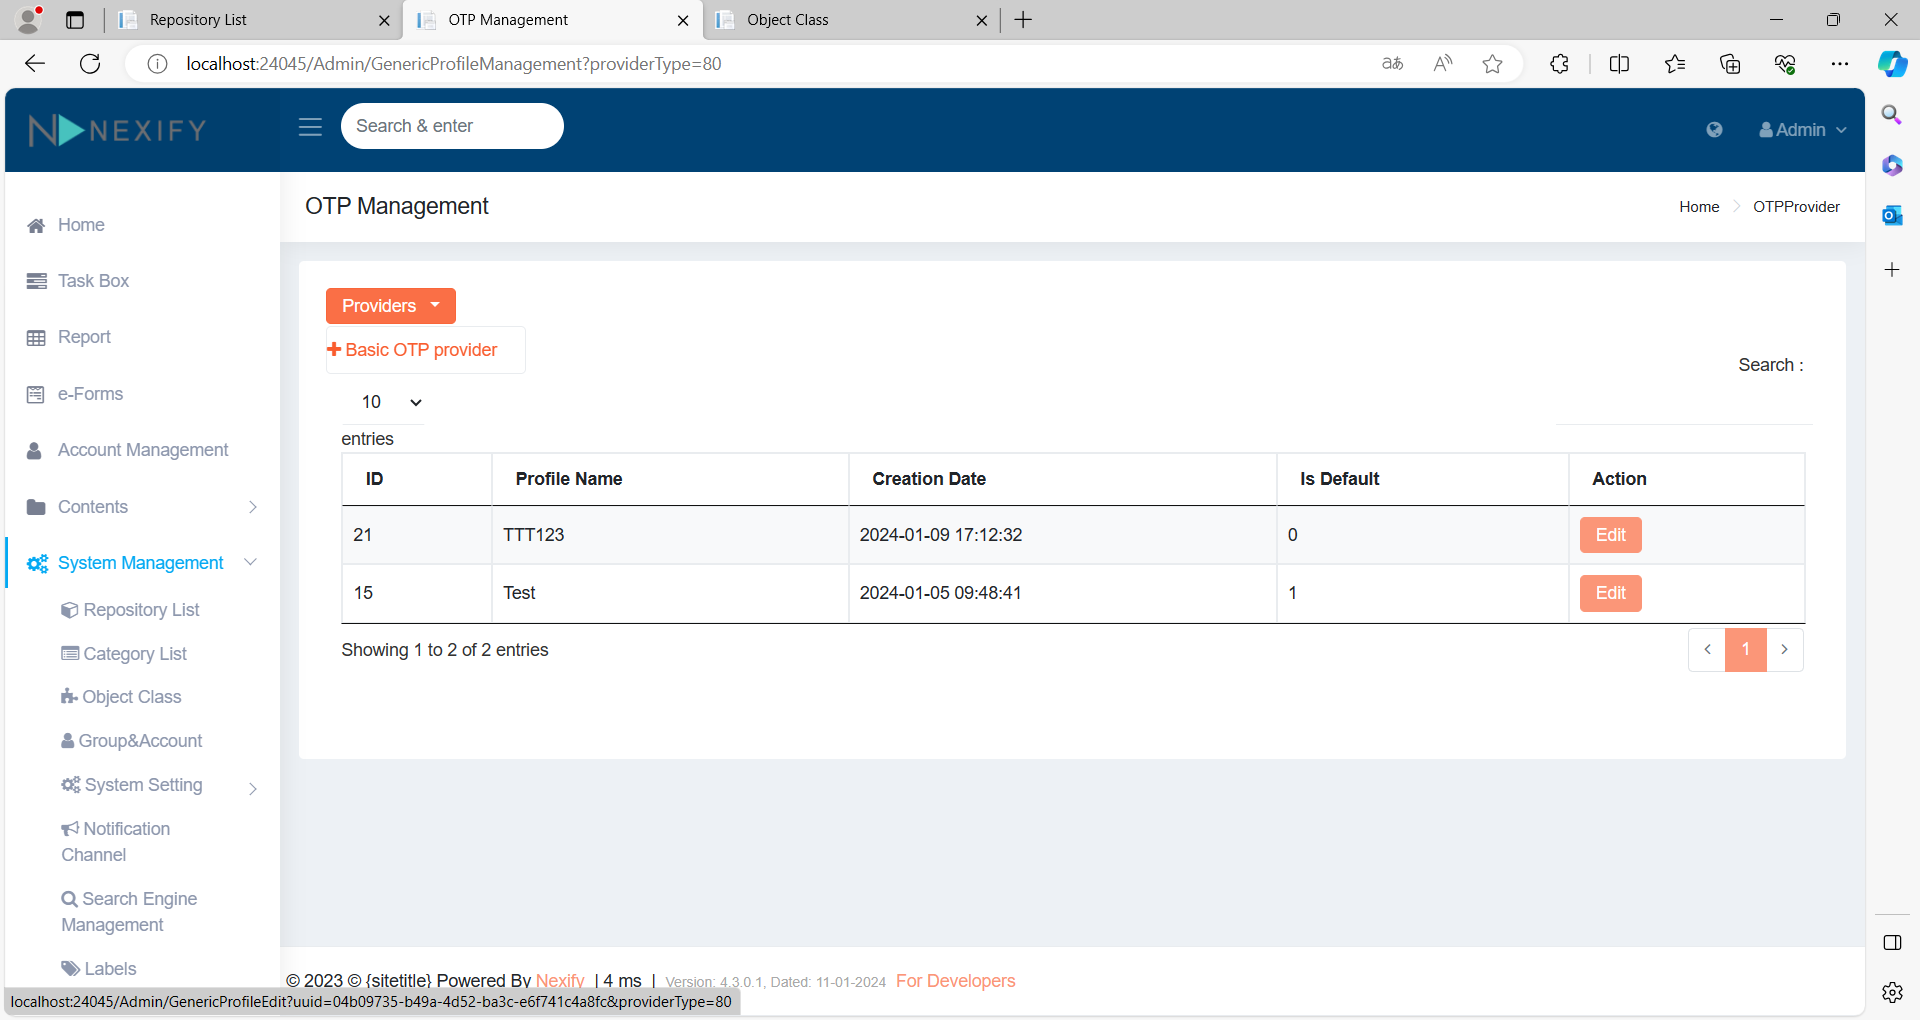 Repository List
OTP Management
Object Class
localhost:24045/Admin/GenericProfileManagement?providerType=80
NEXIFY
Search & enter
Admin
OTP Management
Home
OTPProvider
Home
Task Box
Report
e-Forms
Account Management
Contents
System Management
Repository List
Category List
Object Class
Group&Account
System Setting
Notification
Channel
Search Engine
Management
Labels
Providers
Basic OTP provider
Search :
10
entries
ID Profile Name Creation Date Is Default Action
21 TTT123 2024-01-09 17:12:32 0 Edit
15 Test 2024-01-05 09:48:41 1 Edit
Showing 1 to 2 of 2 entries
< 1 >
© 2023 © {sitetitle} Powered By Nexify | 4 ms | Version: 4.3.0.1, Dated: 11-01-2024 For Developers
localhost:24045/Admin/GenericProfileEdit?uuid=04b09735-b49a-4d52-ba3c-e6f741c4a8fc&providerType=80